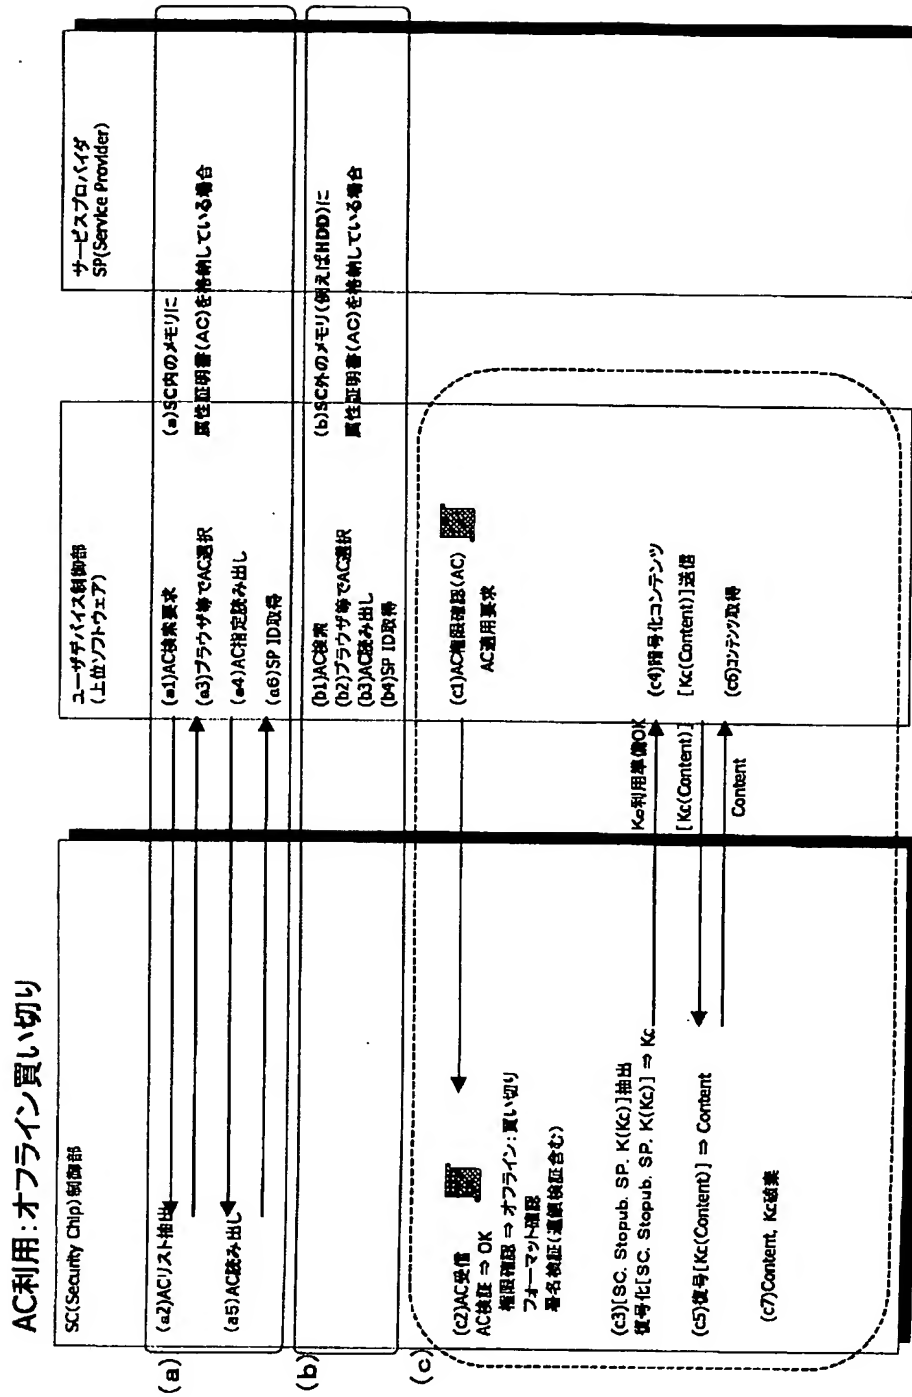 AC利用:オフライン買い切り
SC(Security Chip)制御部
ユーザデバイス制御部
(上位ソフトウェア)
サービスプロバイダ
SP(Service Provider)
(a)
(a1)AC検索要求
(a2)ACリスト抽出
(a3)ブラウザ等でAC選択
(a4)AC指定読み出し
(a5)AC読み出し
(a6)SP ID取得
(a)SC内のメモリに
属性証明書(AC)を格納している場合
(b)
(b1)AC検索
(b2)ブラウザ等でAC選択
(b3)AC読み出し
(b4)SP ID取得
(b)SC外のメモリ(例えばHDD)に
属性証明書(AC)を格納している場合
(c)
(c1)AC権限確認(AC)
AC適用要求
(c2)AC受信
AC検証 ⇒ OK
権限確認 ⇒ オフライン:買い切り
フォーマット確認
署名検証(連鎖検証含む)
(c3)[SC. Stopub. SP. K(Kc)]抽出
復号化[SC. Stopub. SP. K(Kc)] ⇒ Kc
Kc利用準備OK
(c4)暗号化コンテンツ
[Kc(Content)]送信
[Kc(Content)]
(c5)復号[Kc(Content)] ⇒ Content
Content
(c6)コンテンツ取得
(c7)Content, Kc破棄